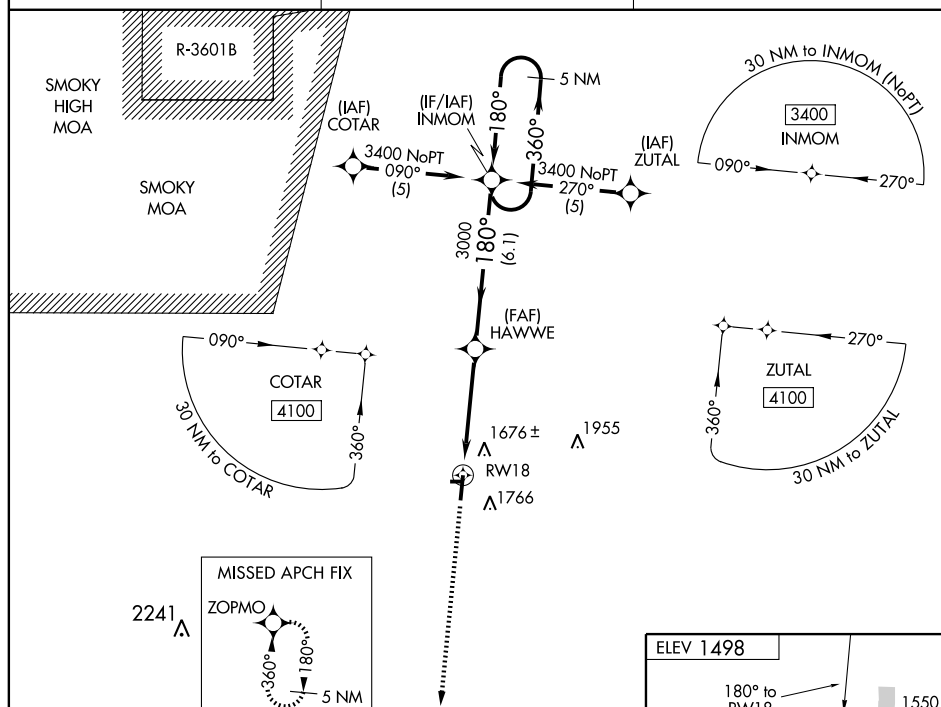 R-3601B
SMOKY
HIGH
MOA
SMOKY
MOA
(IAF)
COTAR
(IF/IAF)
INMOM
5 NM
180°
360°
3400 NoPT
090°
(5)
3400 NoPT
270°
(5)
(IAF)
ZUTAL
30 NM to INMOM (NoPT)
3400
INMOM
090°
270°
3000
180°
(6.1)
(FAF)
HAWWE
090°
COTAR
4100
360°
30 NM to COTAR
270°
ZUTAL
4100
360°
30 NM to ZUTAL
1676 ±
1955
RW18
1766
MISSED APCH FIX
ZOPMO
360°
180°
5 NM
2241
ELEV 1498
180° to
RW18
1550